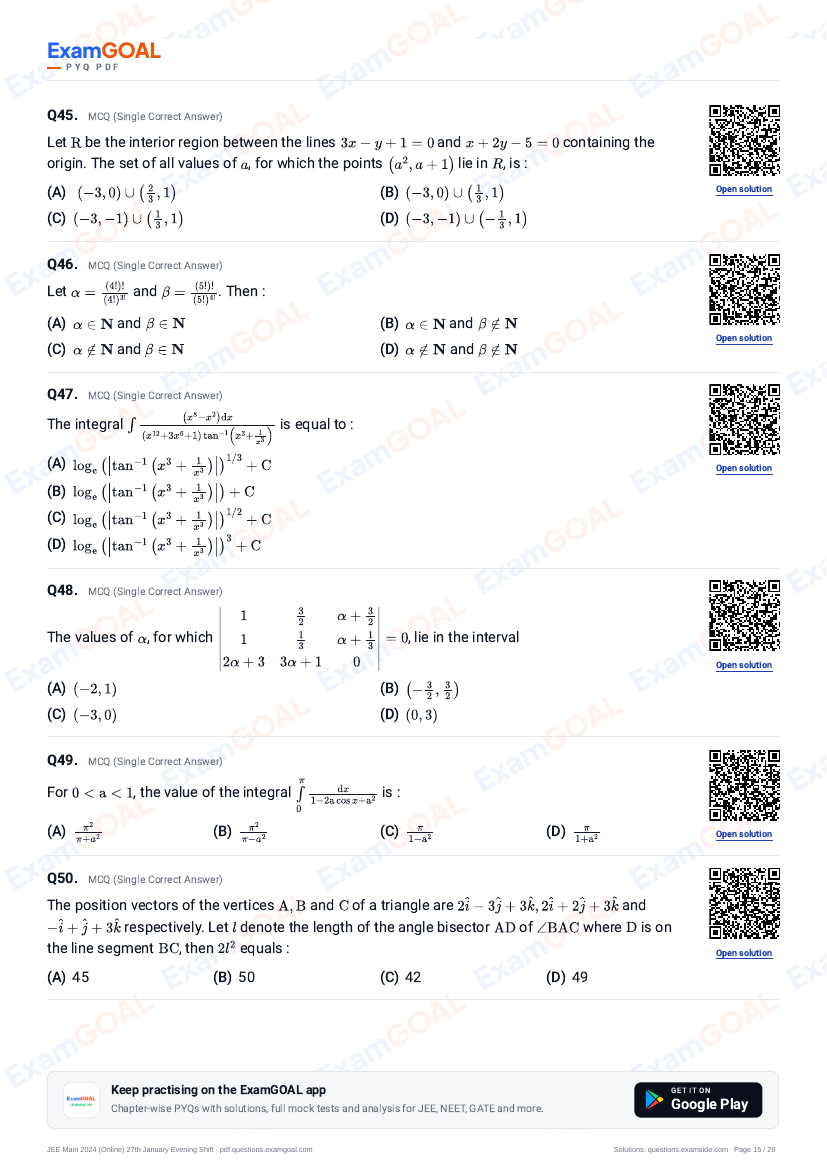 ExamGOAL
PYQ PDF
Q45. MCQ (Single Correct Answer)
Let R be the interior region between the lines 3x − y + 1 = 0 and x + 2y − 5 = 0 containing the
origin. The set of all values of a, for which the points (a², a + 1) lie in R, is :
(A) (−3, 0) ∪ (2/3, 1)
(B) (−3, 0) ∪ (1/3, 1)
(C) (−3, −1) ∪ (1/3, 1)
(D) (−3, −1) ∪ (−1/3, 1)
Open solution
Q46. MCQ (Single Correct Answer)
Let α = (4!)!/(4!)^3! and β = (5!)!/(5!)^4!. Then :
(A) α ∈ N and β ∈ N
(B) α ∈ N and β ∉ N
(C) α ∉ N and β ∈ N
(D) α ∉ N and β ∉ N
Open solution
Q47. MCQ (Single Correct Answer)
The integral ∫ (x⁸−x²)dx/((x¹²+3x⁶+1) tan⁻¹(x³+1/x³)) is equal to :
(A) logₑ (|tan⁻¹ (x³ + 1/x³)|)^1/3 + C
(B) logₑ (|tan⁻¹ (x³ + 1/x³)|) + C
(C) logₑ (|tan⁻¹ (x³ + 1/x³)|)^1/2 + C
(D) logₑ (|tan⁻¹ (x³ + 1/x³)|)³ + C
Open solution
Q48. MCQ (Single Correct Answer)
The values of α, for which | 1 3/2 α + 3/2 |
| 1 1/3 α + 1/3 | = 0, lie in the interval
| 2α + 3 3α + 1 0 |
(A) (−2, 1)
(B) (−3/2, 3/2)
(C) (−3, 0)
(D) (0, 3)
Open solution
Q49. MCQ (Single Correct Answer)
For 0 < a < 1, the value of the integral ∫₀^π dx/(1−2a cos x+a²) is :
(A) π²/(π+a²) (B) π²/(π−a²) (C) π/(1−a²) (D) π/(1+a²)
Open solution
Q50. MCQ (Single Correct Answer)
The position vectors of the vertices A, B and C of a triangle are 2î − 3ĵ + 3k̂, 2î + 2ĵ + 3k̂ and
−î + ĵ + 3k̂ respectively. Let l denote the length of the angle bisector AD of ∠BAC where D is on
the line segment BC, then 2l² equals :
(A) 45 (B) 50 (C) 42 (D) 49
Open solution
Keep practising on the ExamGOAL app
Chapter-wise PYQs with solutions, full mock tests and analysis for JEE, NEET, GATE and more.
GET IT ON
Google Play
JEE Main 2024 (Online) 27th January Evening Shift · pdf.questions.examgoal.com
Solutions: questions.examside.com · Page 15 / 26